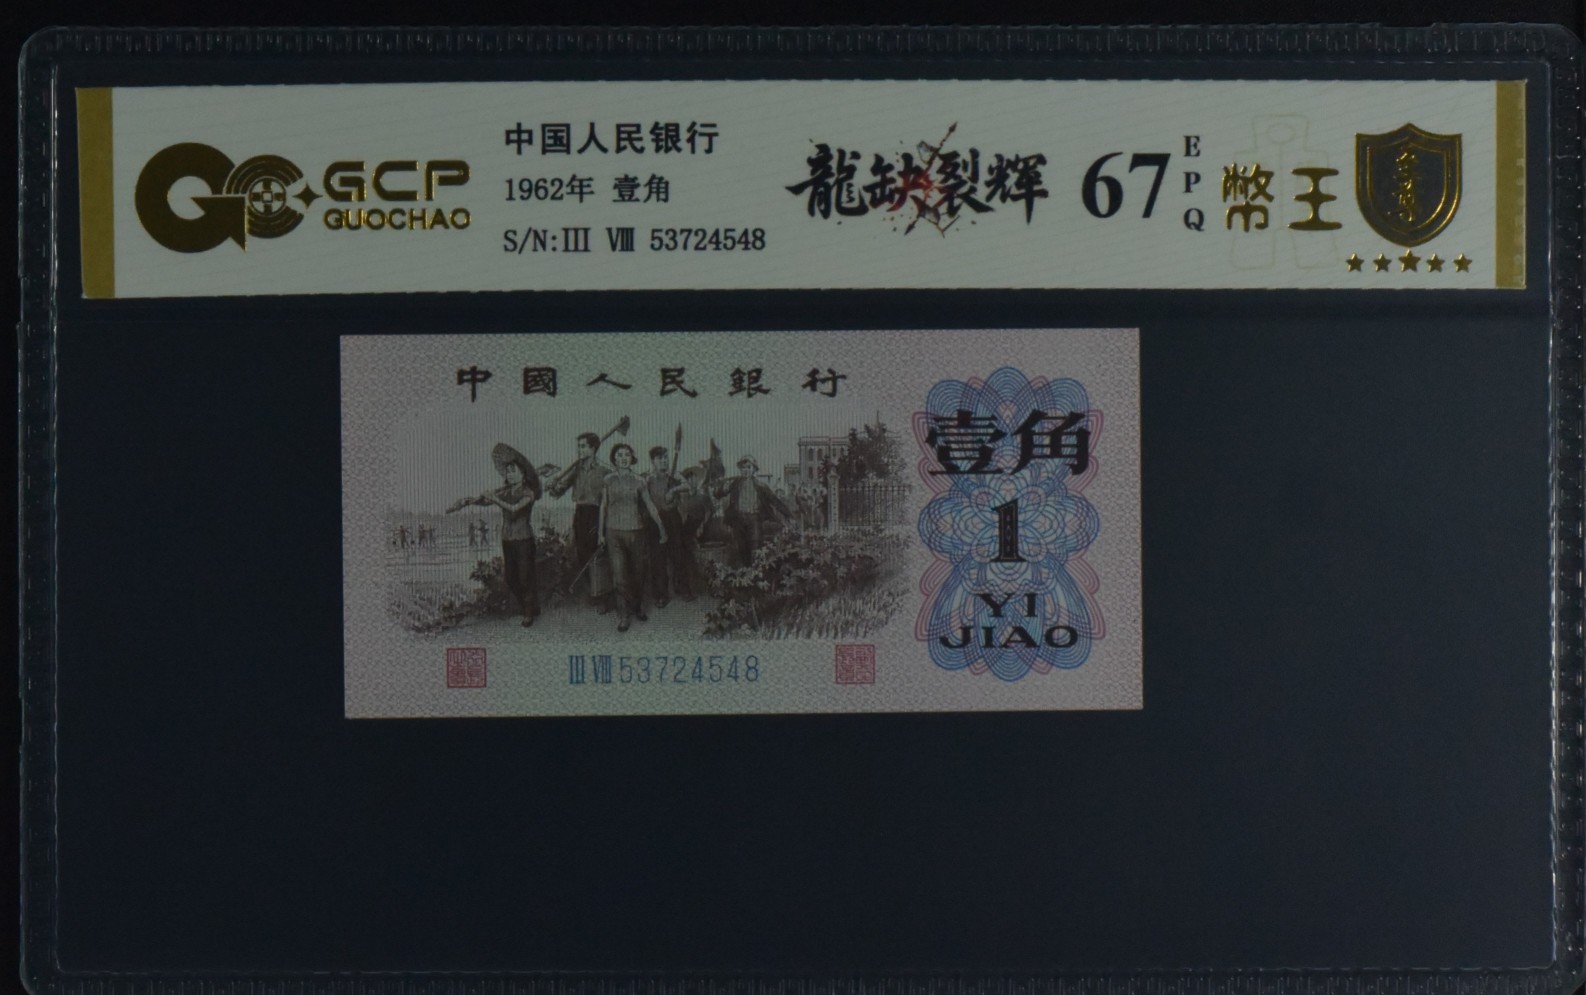 GCP
GUOCHAO
中国人民银行
1962年 壹角
S/N:III VIII 53724548
龍缺裂辉
67
EPQ
幣王
中國人民銀行
壹角
1
YI
JIAO
III VIII 53724548